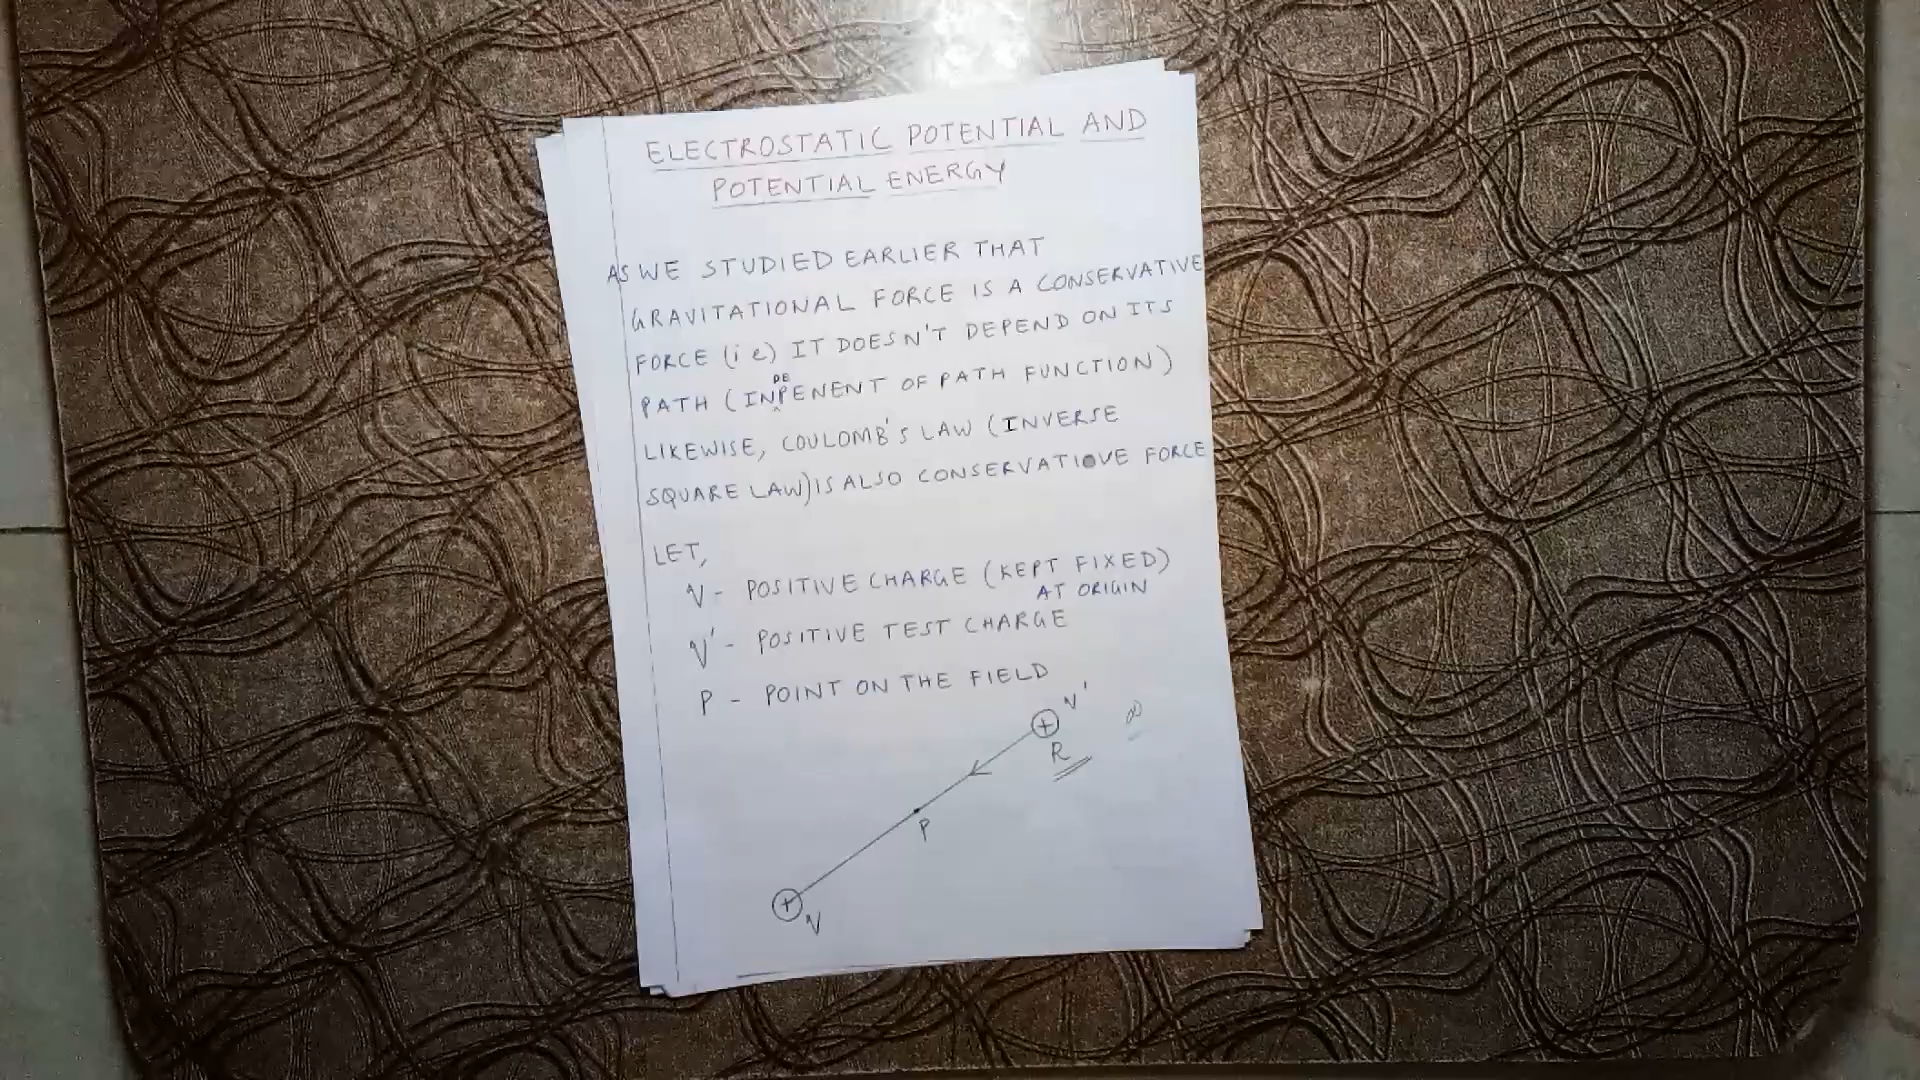 ELECTROSTATIC POTENTIAL AND
POTENTIAL ENERGY
AS WE STUDIED EARLIER THAT
GRAVITATIONAL FORCE IS A CONSERVATIVE
FORCE (i e) IT DOESN'T DEPEND ON ITS
DE
PATH (INPENENT OF PATH FUNCTION)
LIKEWISE, COULOMB'S LAW (INVERSE
SQUARE LAW) IS ALSO CONSERVATIVE FORCE
LET,
V - POSITIVE CHARGE (KEPT FIXED)
AT ORIGIN
V' - POSITIVE TEST CHARGE
P - POINT ON THE FIELD
+ V'
R
∞
P
+ V